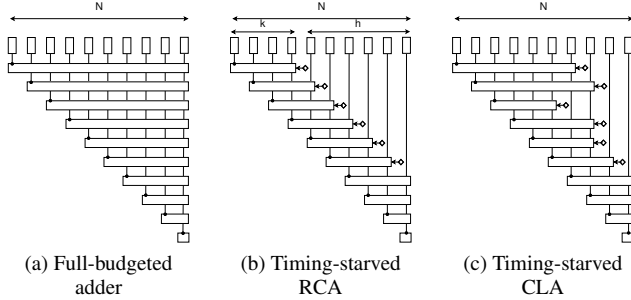 N
N
k h
N
(a) Full-budgeted
adder
(b) Timing-starved
RCA
(c) Timing-starved
CLA